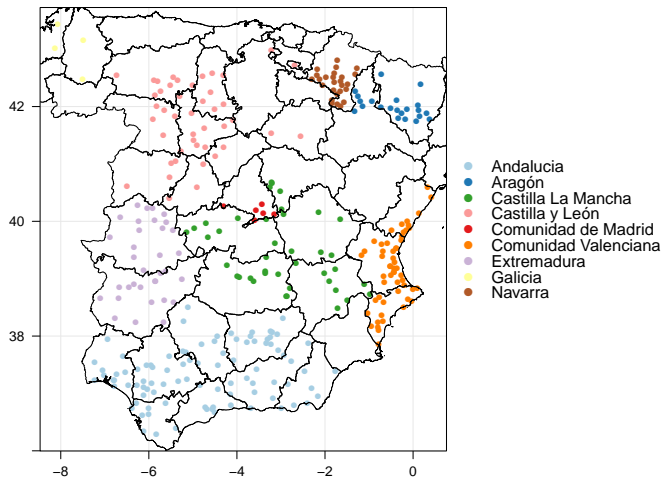 42
40
38
−8
−6
−4
−2
0
Andalucia
Aragón
Castilla La Mancha
Castilla y León
Comunidad de Madrid
Comunidad Valenciana
Extremadura
Galicia
Navarra